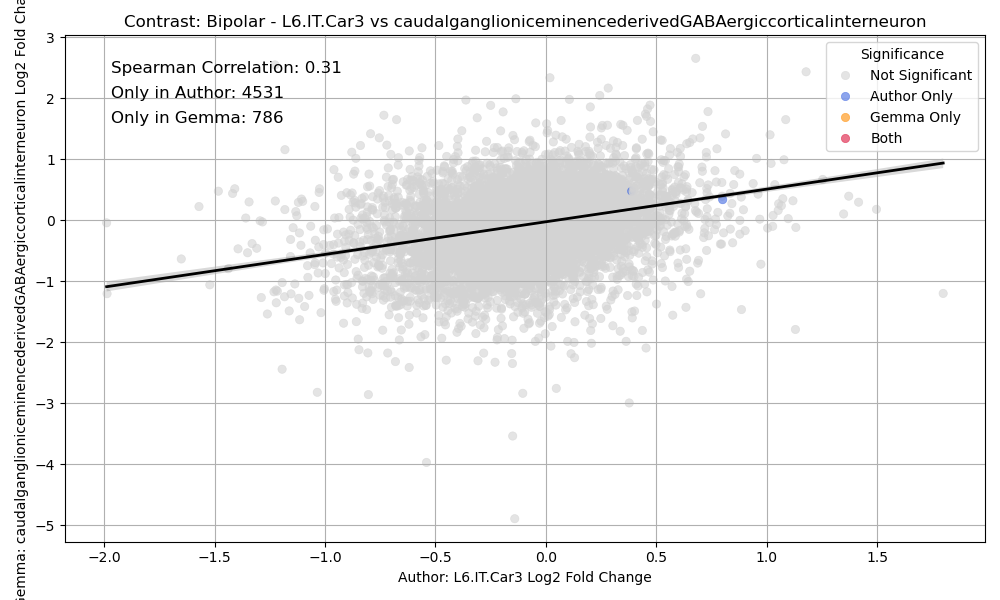 Contrast: Bipolar - L6.IT.Car3 vs caudalganglioniceminencederivedGABAergiccorticalinterneuron
Spearman Correlation: 0.31
Only in Author: 4531
Only in Gemma: 786
Significance
Not Significant
Author Only
Gemma Only
Both
3
2
1
0
−1
−2
−3
−4
−5
−2.0
−1.5
−1.0
−0.5
0.0
0.5
1.0
1.5
Author: L6.IT.Car3 Log2 Fold Change
caudalganglioniceminencederivedGABAergiccorticalinterneuron Log2 Fold